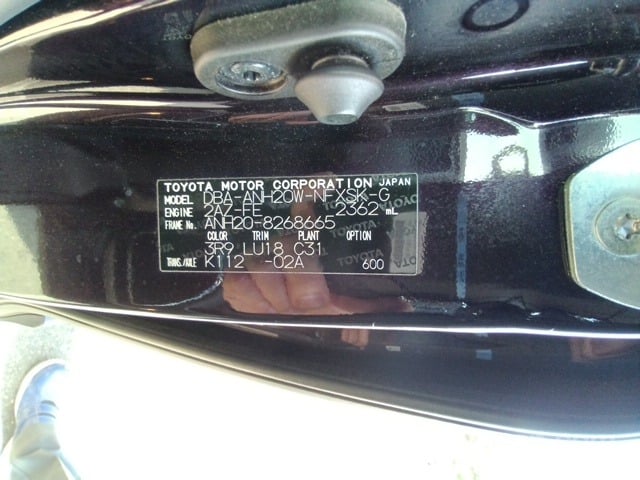 TOYOTA MOTOR CORPORATION JAPAN
MODEL DBA-ANH20W-NFXSK-G
ENGINE 2AZ-FE 2362 mL
FRAME No. ANH20-8268665
COLOR TRIM PLANT OPTION
3R9 LU18 C31
TRANS./AXLE K112 -02A 600